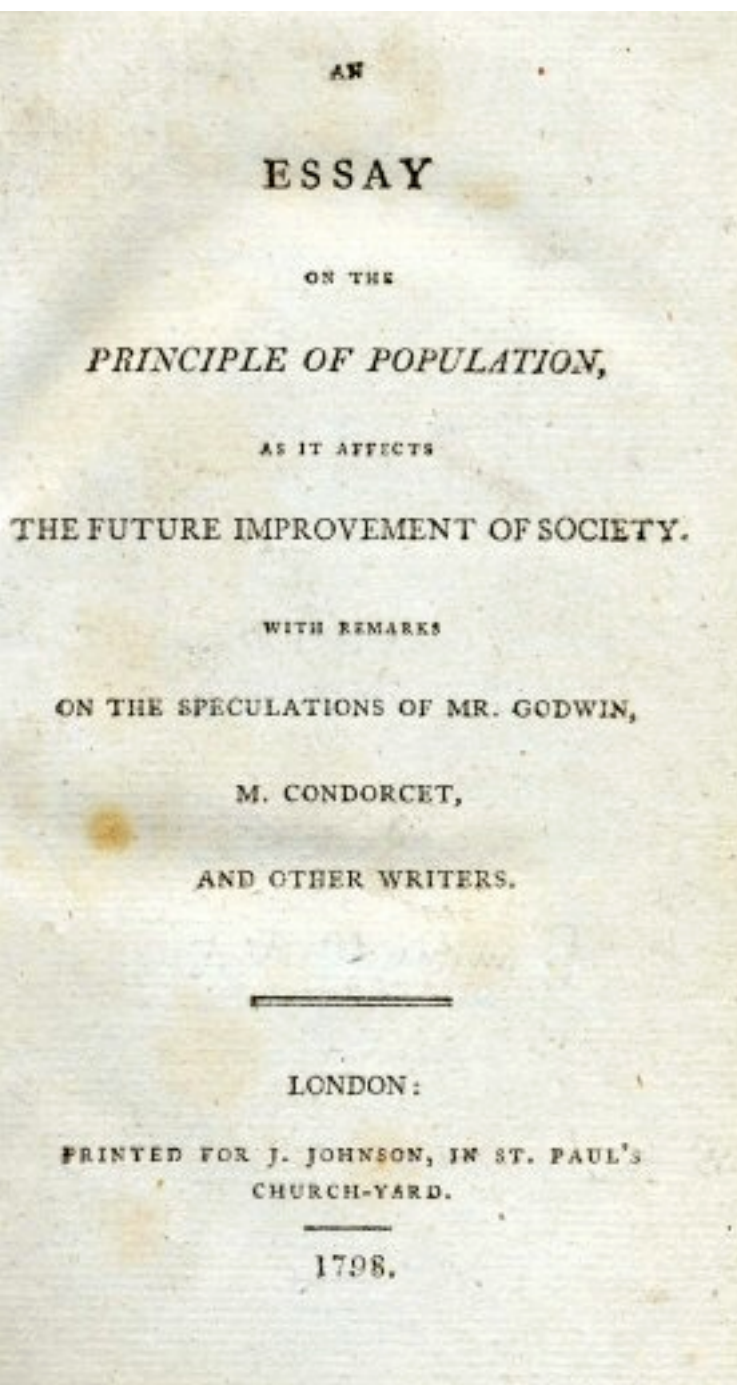 AN
ESSAY
ON THE
PRINCIPLE OF POPULATION,
AS IT AFFECTS
THE FUTURE IMPROVEMENT OF SOCIETY.
WITH REMARKS
ON THE SPECULATIONS OF MR. GODWIN,
M. CONDORCET,
AND OTHER WRITERS.
LONDON:
PRINTED FOR J. JOHNSON, IN ST. PAUL'S
CHURCH-YARD.
1798.